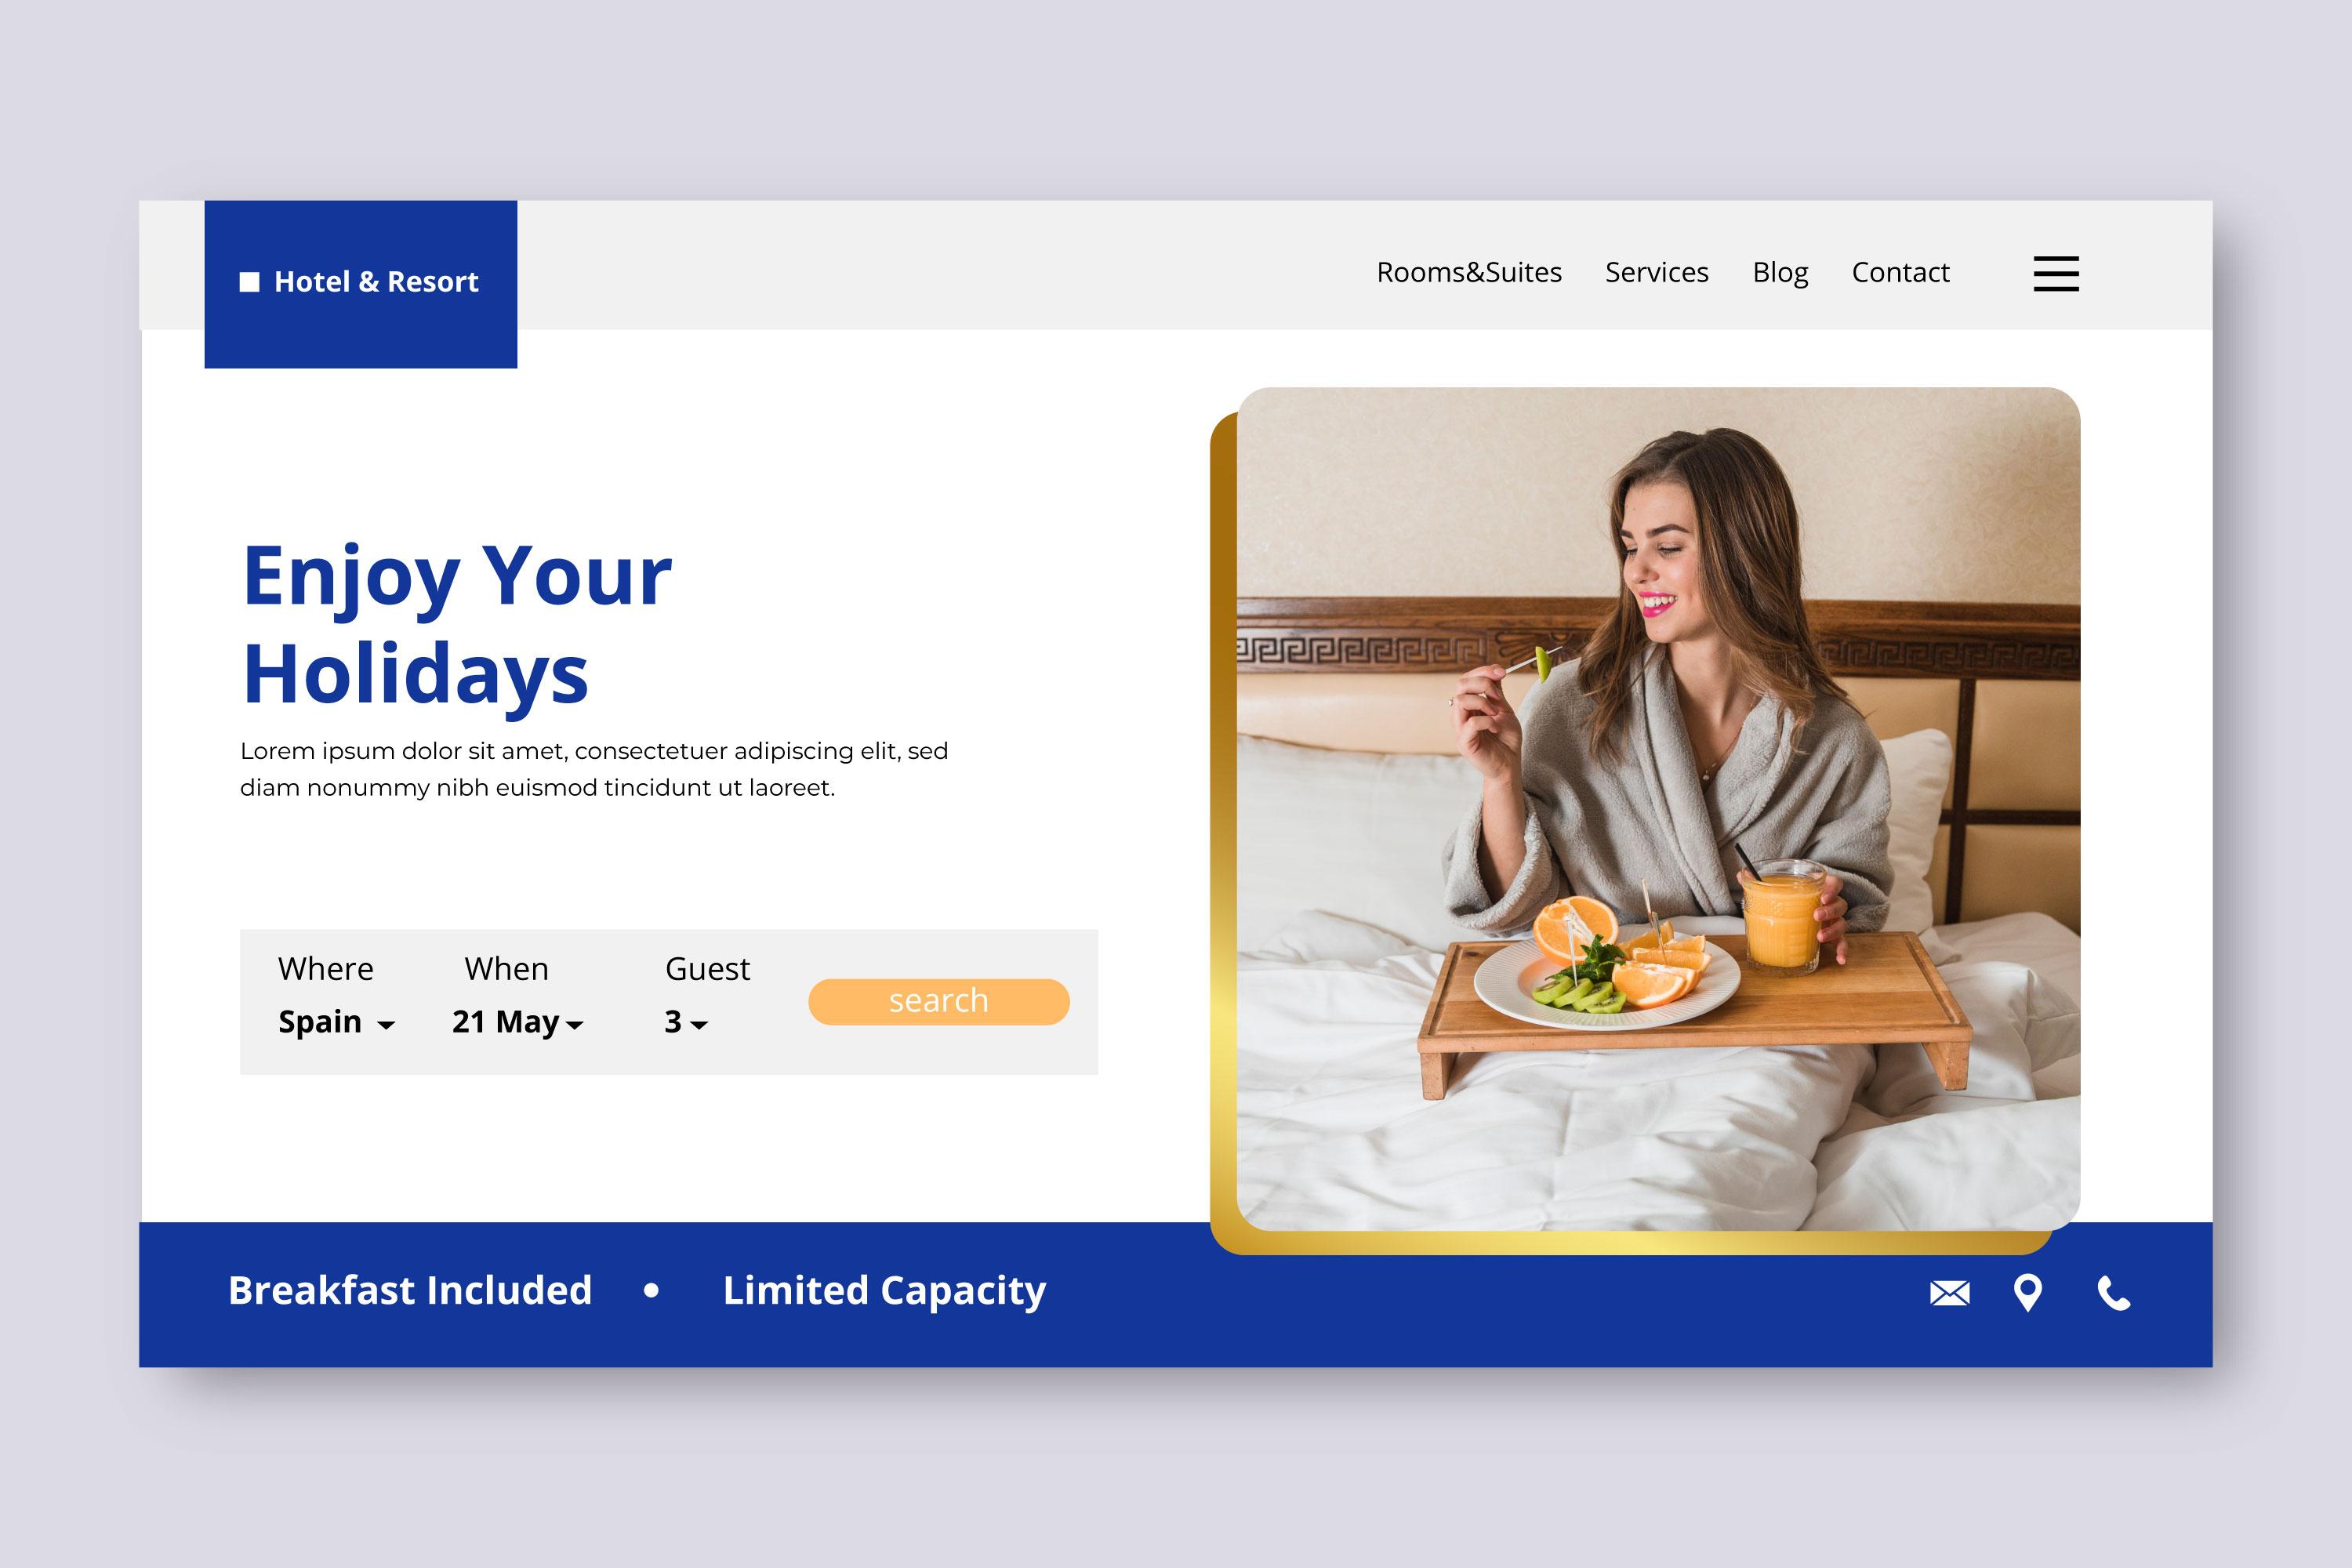 Hotel & Resort
Rooms&Suites Services Blog Contact
Enjoy Your
Holidays
Lorem ipsum dolor sit amet, consectetuer adipiscing elit, sed
diam nonummy nibh euismod tincidunt ut laoreet.
Where When Guest
Spain 21 May 3
search
Breakfast Included • Limited Capacity